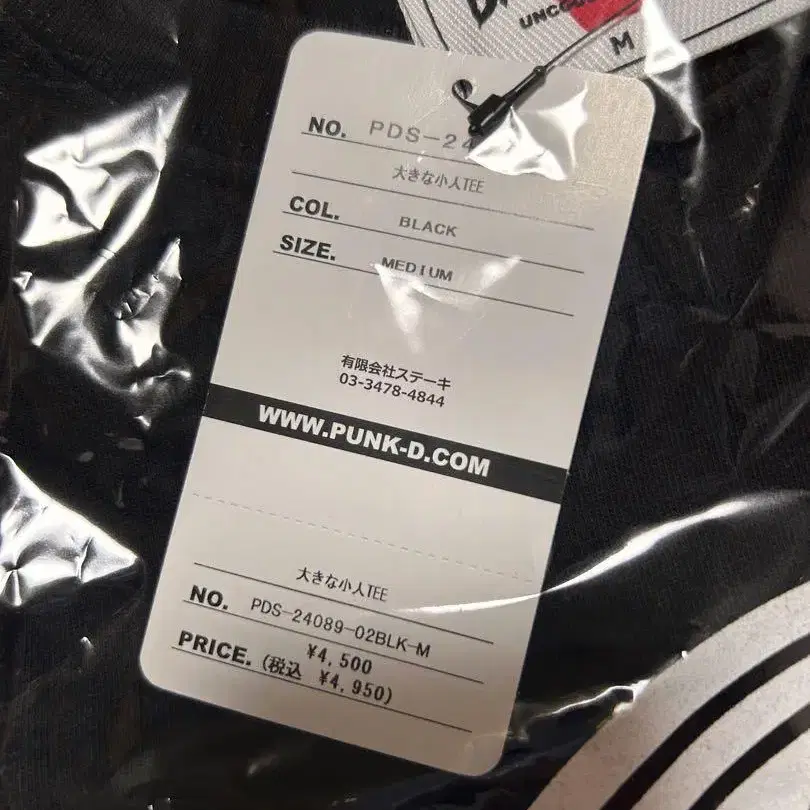 M
NO. PDS-24
大きな小人TEE
COL. BLACK
SIZE. MEDIUM
有限会社ステーキ
03-3478-4844
WWW.PUNK-D.COM
大きな小人TEE
NO. PDS-24089-02BLK-M
PRICE. ¥4,500
(税込 ¥4,950)